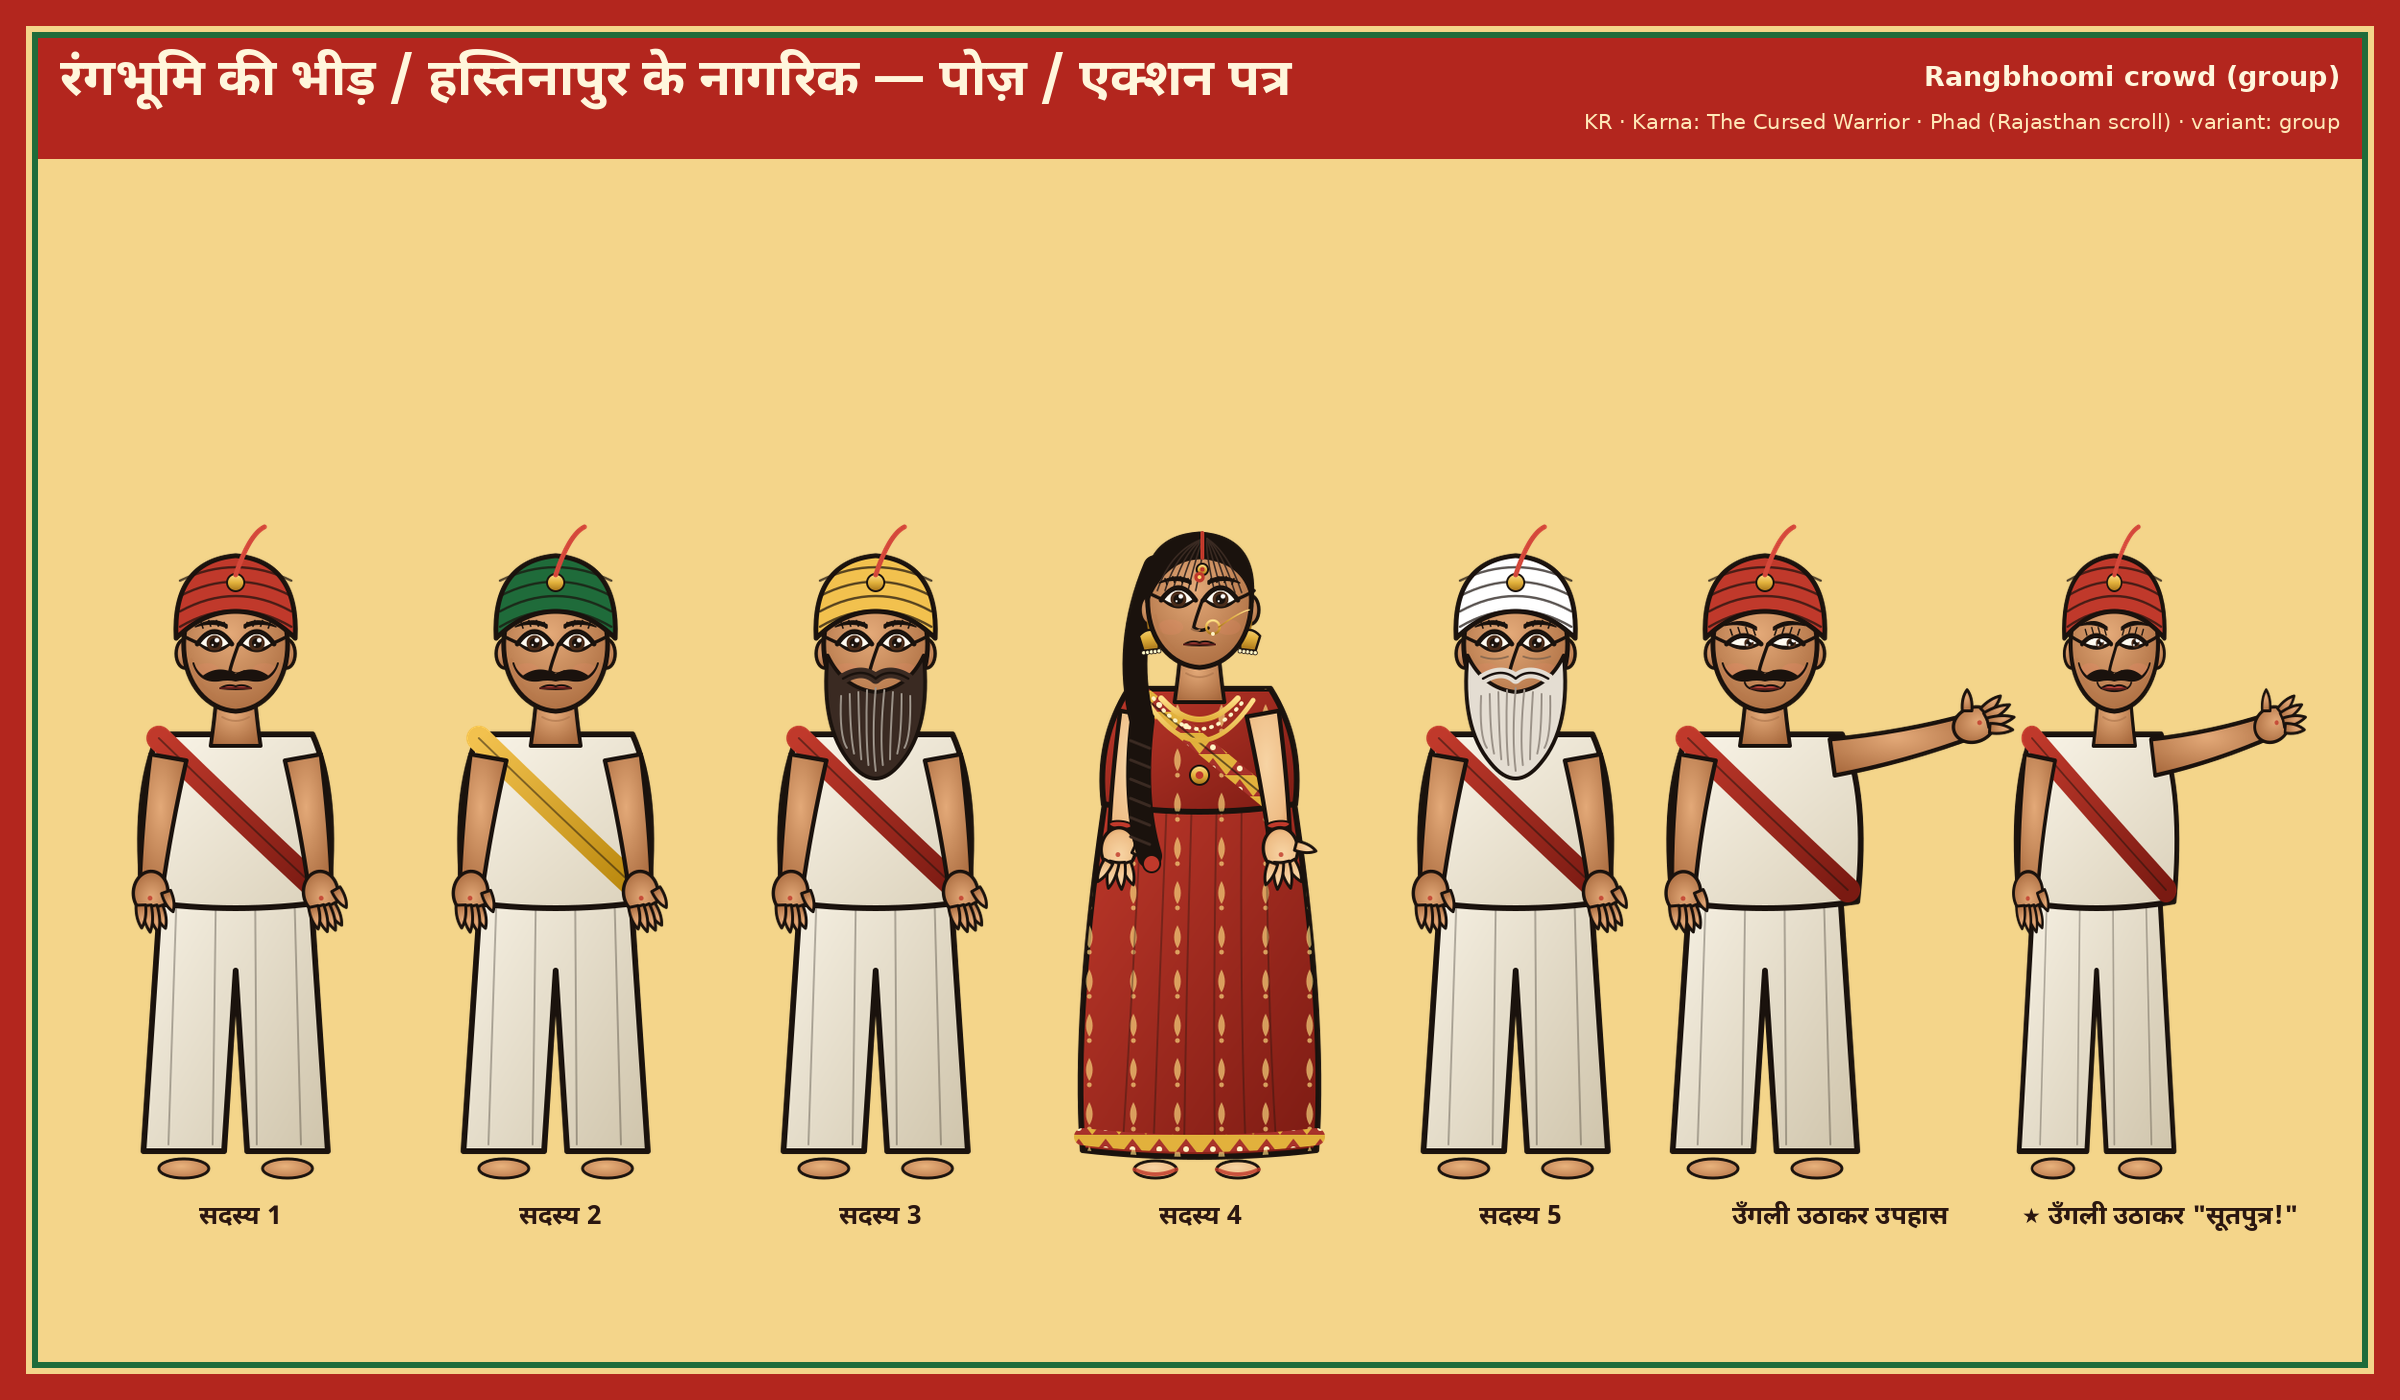 रंगभूमि की भीड़ / हस्तिनापुर के नागरिक — पोज़ / एक्शन पत्र
Rangbhoomi crowd (group)
KR · Karna: The Cursed Warrior · Phad (Rajasthan scroll) · variant: group
सदस्य 1
सदस्य 2
सदस्य 3
सदस्य 4
सदस्य 5
उँगली उठाकर उपहास
★ उँगली उठाकर "सूतपुत्र!"